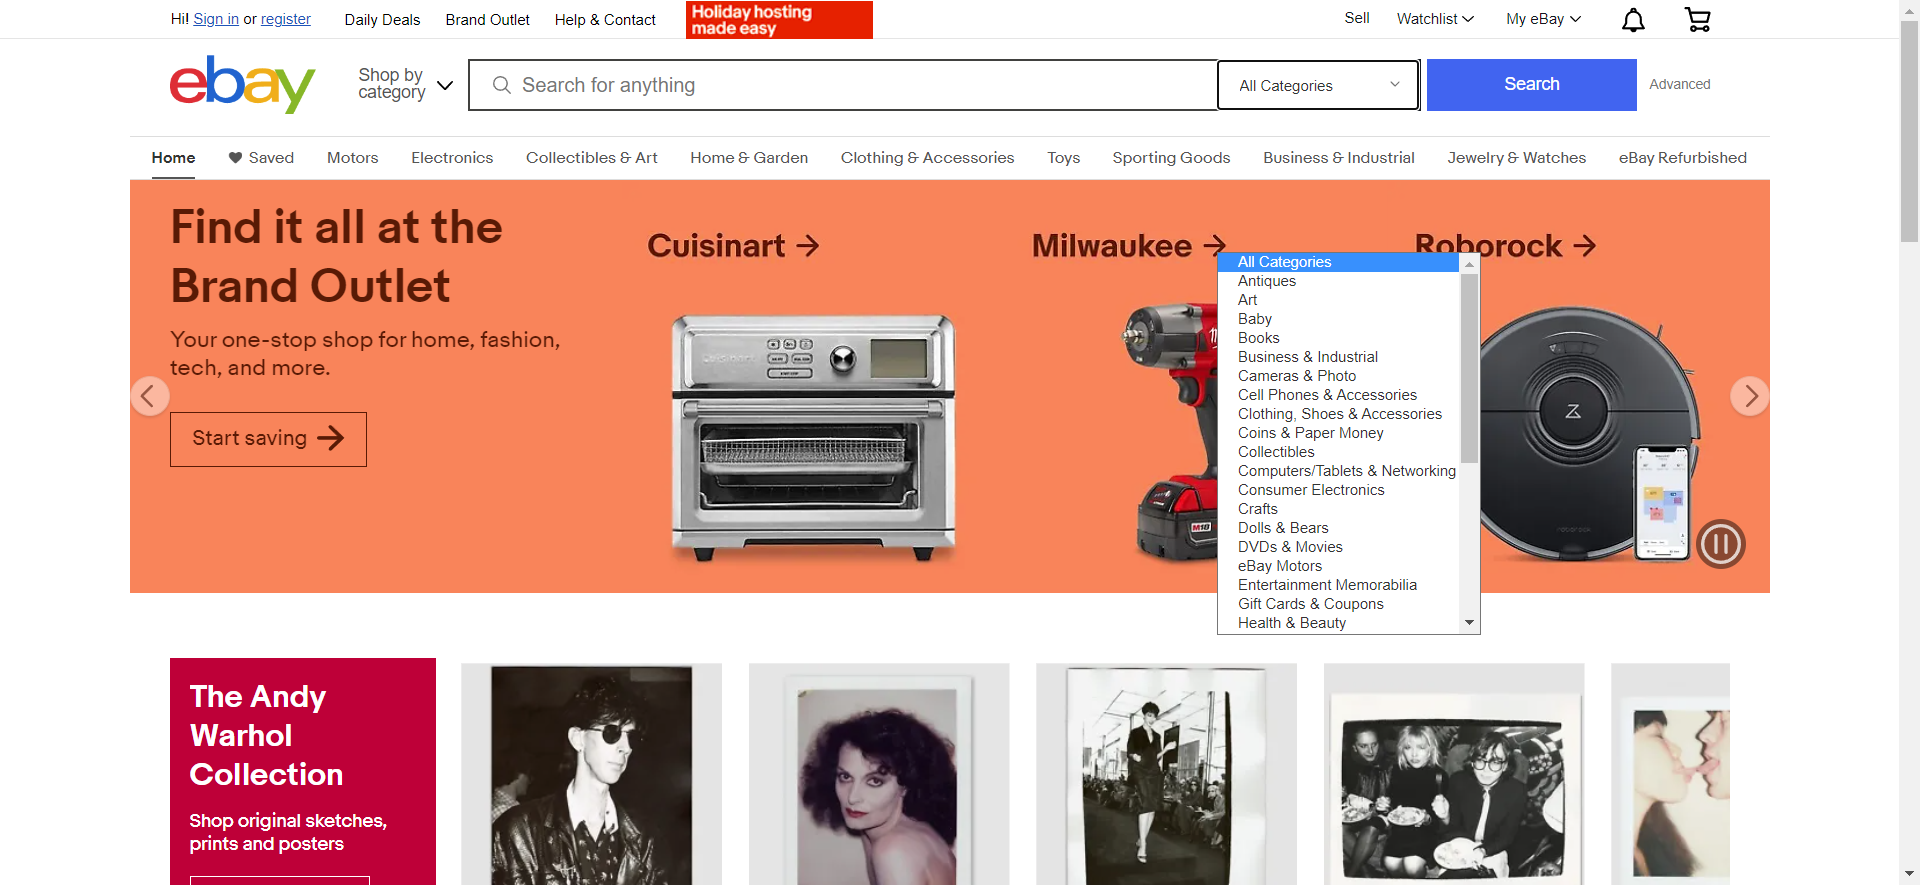 Hi! Sign in or register
Daily Deals
Brand Outlet
Help & Contact
Holiday hosting
made easy
Sell
Watchlist
My eBay
ebay
Shop by
category
Search for anything
All Categories
Search
Advanced
Home
Saved
Motors
Electronics
Collectibles & Art
Home & Garden
Clothing & Accessories
Toys
Sporting Goods
Business & Industrial
Jewelry & Watches
eBay Refurbished
Find it all at the
Brand Outlet
Your one-stop shop for home, fashion,
tech, and more.
Start saving
Cuisinart
Milwaukee
Roborock
M18
roborock
All Categories
Antiques
Art
Baby
Books
Business & Industrial
Cameras & Photo
Cell Phones & Accessories
Clothing, Shoes & Accessories
Coins & Paper Money
Collectibles
Computers/Tablets & Networking
Consumer Electronics
Crafts
Dolls & Bears
DVDs & Movies
eBay Motors
Entertainment Memorabilia
Gift Cards & Coupons
Health & Beauty
The Andy
Warhol
Collection
Shop original sketches,
prints and posters